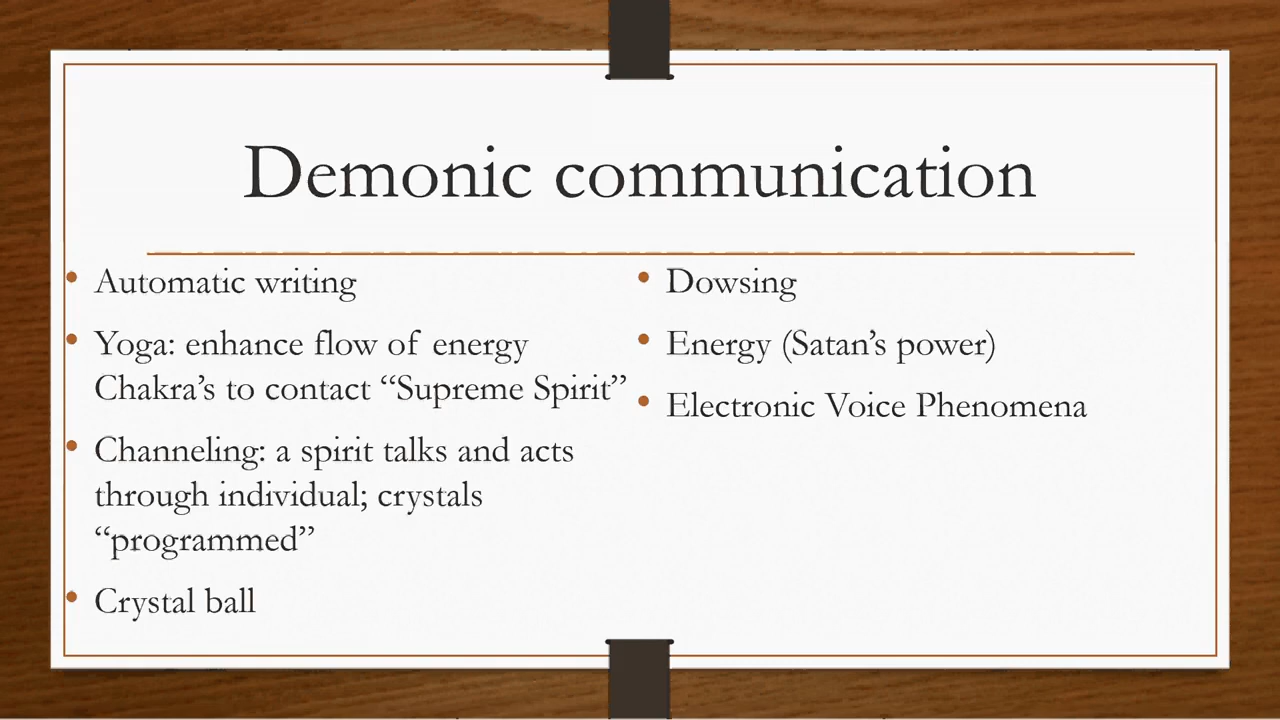 Demonic communication
• Automatic writing
• Yoga: enhance flow of energy
Chakra’s to contact “Supreme Spirit”
• Channeling: a spirit talks and acts
through individual; crystals
“programmed”
• Crystal ball
• Dowsing
• Energy (Satan’s power)
• Electronic Voice Phenomena